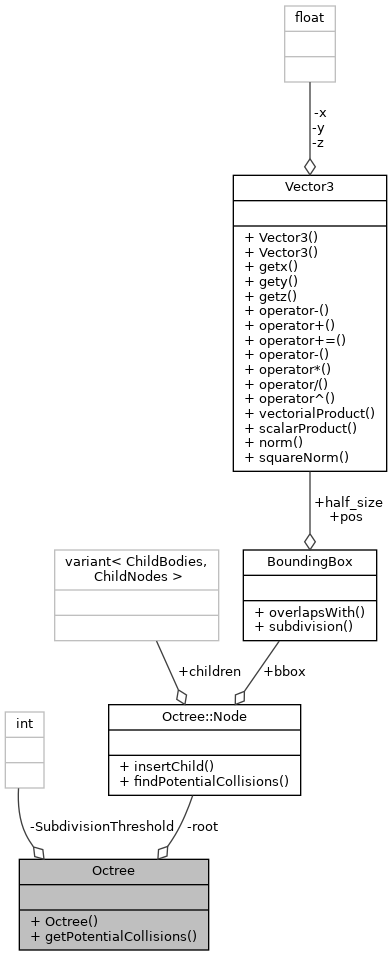 float
-x
-y
-z
Vector3
+ Vector3()
+ Vector3()
+ getx()
+ gety()
+ getz()
+ operator-()
+ operator+()
+ operator+=()
+ operator-()
+ operator*()
+ operator/()
+ operator^()
+ vectorialProduct()
+ scalarProduct()
+ norm()
+ squareNorm()
+half_size
+pos
variant< ChildBodies,
ChildNodes >
BoundingBox
+ overlapsWith()
+ subdivision()
+children
+bbox
Octree::Node
+ insertChild()
+ findPotentialCollisions()
int
-SubdivisionThreshold
-root
Octree
+ Octree()
+ getPotentialCollisions()